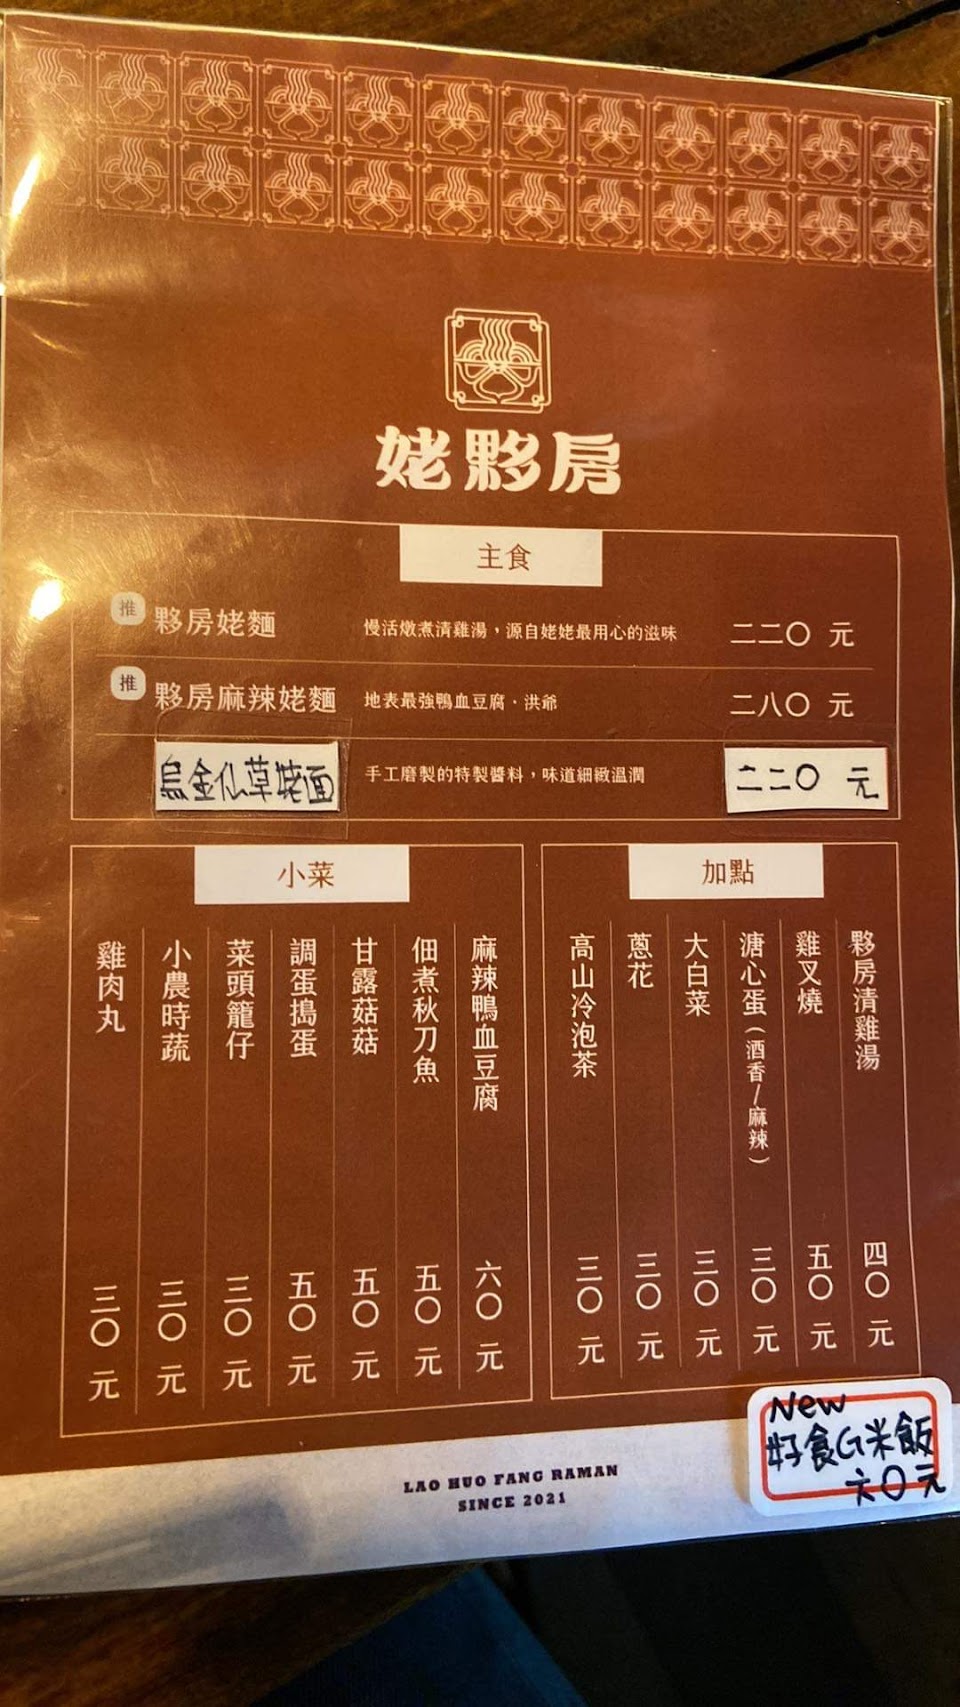 姥夥房
主食
推 夥房姥麵 慢活燉煮清雞湯，源自姥姥最用心的滋味 二二〇 元
推 夥房麻辣姥麵 地表最強鴨血豆腐．洪爺 二八〇 元
烏金仙草姥面 手工磨製的特製醬料，味道細緻溫潤 二二〇 元
小菜
麻辣鴨血豆腐 六〇 元
佃煮秋刀魚 五〇 元
甘露菇菇 五〇 元
調蛋搗蛋 五〇 元
菜頭籠仔 三〇 元
小農時蔬 三〇 元
雞肉丸 三〇 元
加點
夥房清雞湯 四〇 元
雞叉燒 五〇 元
溏心蛋（酒香/麻辣） 三〇 元
大白菜 三〇 元
蔥花 三〇 元
高山冷泡茶 三〇 元
New
好食G米飯
六〇元
LAO HUO FANG RAMAN
SINCE 2021